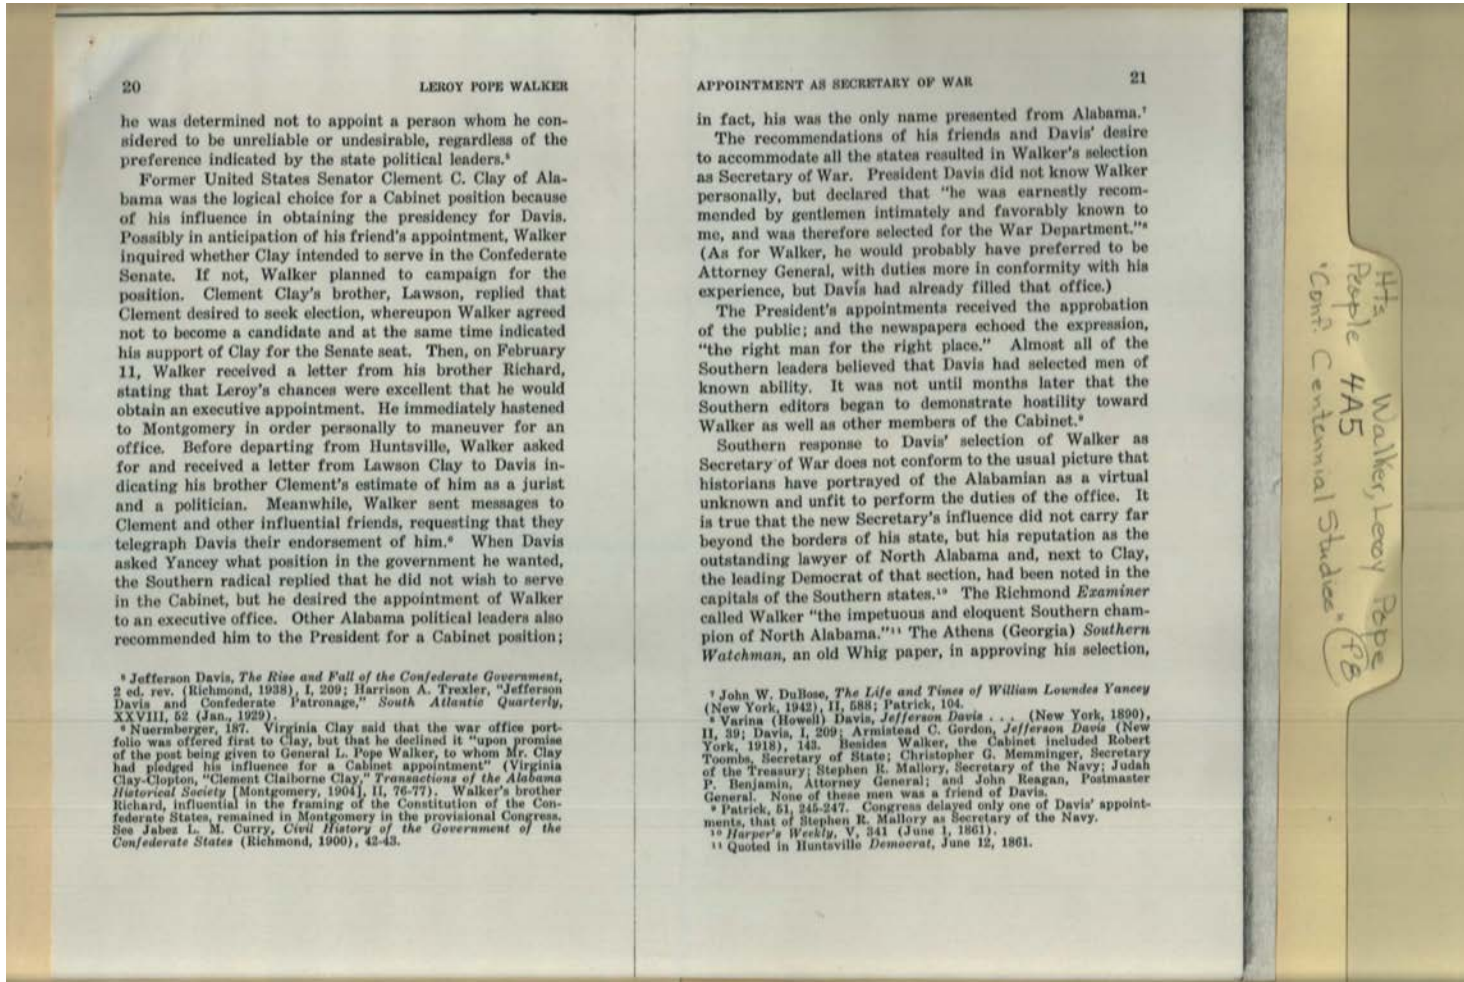 20 LEROY POPE WALKER
he was determined not to appoint a person whom he con-
sidered to be unreliable or undesirable, regardless of the
preference indicated by the state political leaders.⁵
Former United States Senator Clement C. Clay of Ala-
bama was the logical choice for a Cabinet position because
of his influence in obtaining the presidency for Davis.
Possibly in anticipation of his friend's appointment, Walker
inquired whether Clay intended to serve in the Confederate
Senate. If not, Walker planned to campaign for the
position. Clement Clay's brother, Lawson, replied that
Clement desired to seek election, whereupon Walker agreed
not to become a candidate and at the same time indicated
his support of Clay for the Senate seat. Then, on February
11, Walker received a letter from his brother Richard,
stating that Leroy's chances were excellent that he would
obtain an executive appointment. He immediately hastened
to Montgomery in order personally to maneuver for an
office. Before departing from Huntsville, Walker asked
for and received a letter from Lawson Clay to Davis in-
dicating his brother Clement's estimate of him as a jurist
and a politician. Meanwhile, Walker sent messages to
Clement and other influential friends, requesting that they
telegraph Davis their endorsement of him.⁶ When Davis
asked Yancey what position in the government he wanted,
the Southern radical replied that he did not wish to serve
in the Cabinet, but he desired the appointment of Walker
to an executive office. Other Alabama political leaders also
recommended him to the President for a Cabinet position;
⁵ Jefferson Davis, The Rise and Fall of the Confederate Government,
2 ed. rev. (Richmond, 1938), I, 209; Harrison A. Trexler, "Jefferson
Davis and Confederate Patronage," South Atlantic Quarterly,
XXVIII, 52 (Jan., 1929).
⁶ Nuermberger, 187. Virginia Clay said that the war office port-
folio was offered first to Clay, but that he declined it "upon promise
of the post being given to General L. Pope Walker, to whom Mr. Clay
had pledged his influence for a Cabinet appointment" (Virginia
Clay-Clopton, "Clement Claiborne Clay," Transactions of the Alabama
Historical Society [Montgomery, 1904], II, 76-77). Walker's brother
Richard, influential in the framing of the Constitution of the Con-
federate States, remained in Montgomery in the provisional Congress.
See Jabez L. M. Curry, Civil History of the Government of the
Confederate States (Richmond, 1900), 42-43.
APPOINTMENT AS SECRETARY OF WAR 21
in fact, his was the only name presented from Alabama.⁷
The recommendations of his friends and Davis' desire
to accommodate all the states resulted in Walker's selection
as Secretary of War. President Davis did not know Walker
personally, but declared that "he was earnestly recom-
mended by gentlemen intimately and favorably known to
me, and was therefore selected for the War Department."⁸
(As for Walker, he would probably have preferred to be
Attorney General, with duties more in conformity with his
experience, but Davis had already filled that office.)
The President's appointments received the approbation
of the public; and the newspapers echoed the expression,
"the right man for the right place." Almost all of the
Southern leaders believed that Davis had selected men of
known ability. It was not until months later that the
Southern editors began to demonstrate hostility toward
Walker as well as other members of the Cabinet.⁹
Southern response to Davis' selection of Walker as
Secretary of War does not conform to the usual picture that
historians have portrayed of the Alabamian as a virtual
unknown and unfit to perform the duties of the office. It
is true that the new Secretary's influence did not carry far
beyond the borders of his state, but his reputation as the
outstanding lawyer of North Alabama and, next to Clay,
the leading Democrat of that section, had been noted in the
capitals of the Southern states.¹⁰ The Richmond Examiner
called Walker "the impetuous and eloquent Southern cham-
pion of North Alabama."¹¹ The Athens (Georgia) Southern
Watchman, an old Whig paper, in approving his selection,
⁷ John W. DuBose, The Life and Times of William Lowndes Yancey
(New York, 1942), II, 588; Patrick, 104.
⁸ Varina (Howell) Davis, Jefferson Davis . . . (New York, 1890),
II, 39; Davis, I, 209; Armistead C. Gordon, Jefferson Davis (New
York, 1918), 143. Besides Walker, the Cabinet included Robert
Toombs, Secretary of State; Christopher G. Memminger, Secretary
of the Treasury; Stephen R. Mallory, Secretary of the Navy; Judah
P. Benjamin, Attorney General; and John Reagan, Postmaster
General. None of these men was a friend of Davis.
⁹ Patrick, 51, 245-247. Congress delayed only one of Davis' appoint-
ments, that of Stephen R. Mallory as Secretary of the Navy.
¹⁰ Harper's Weekly, V, 341 (June 1, 1861).
¹¹ Quoted in Huntsville Democrat, June 12, 1861.
Walker, Leroy Pope
People 4A5
Centennial Studies"